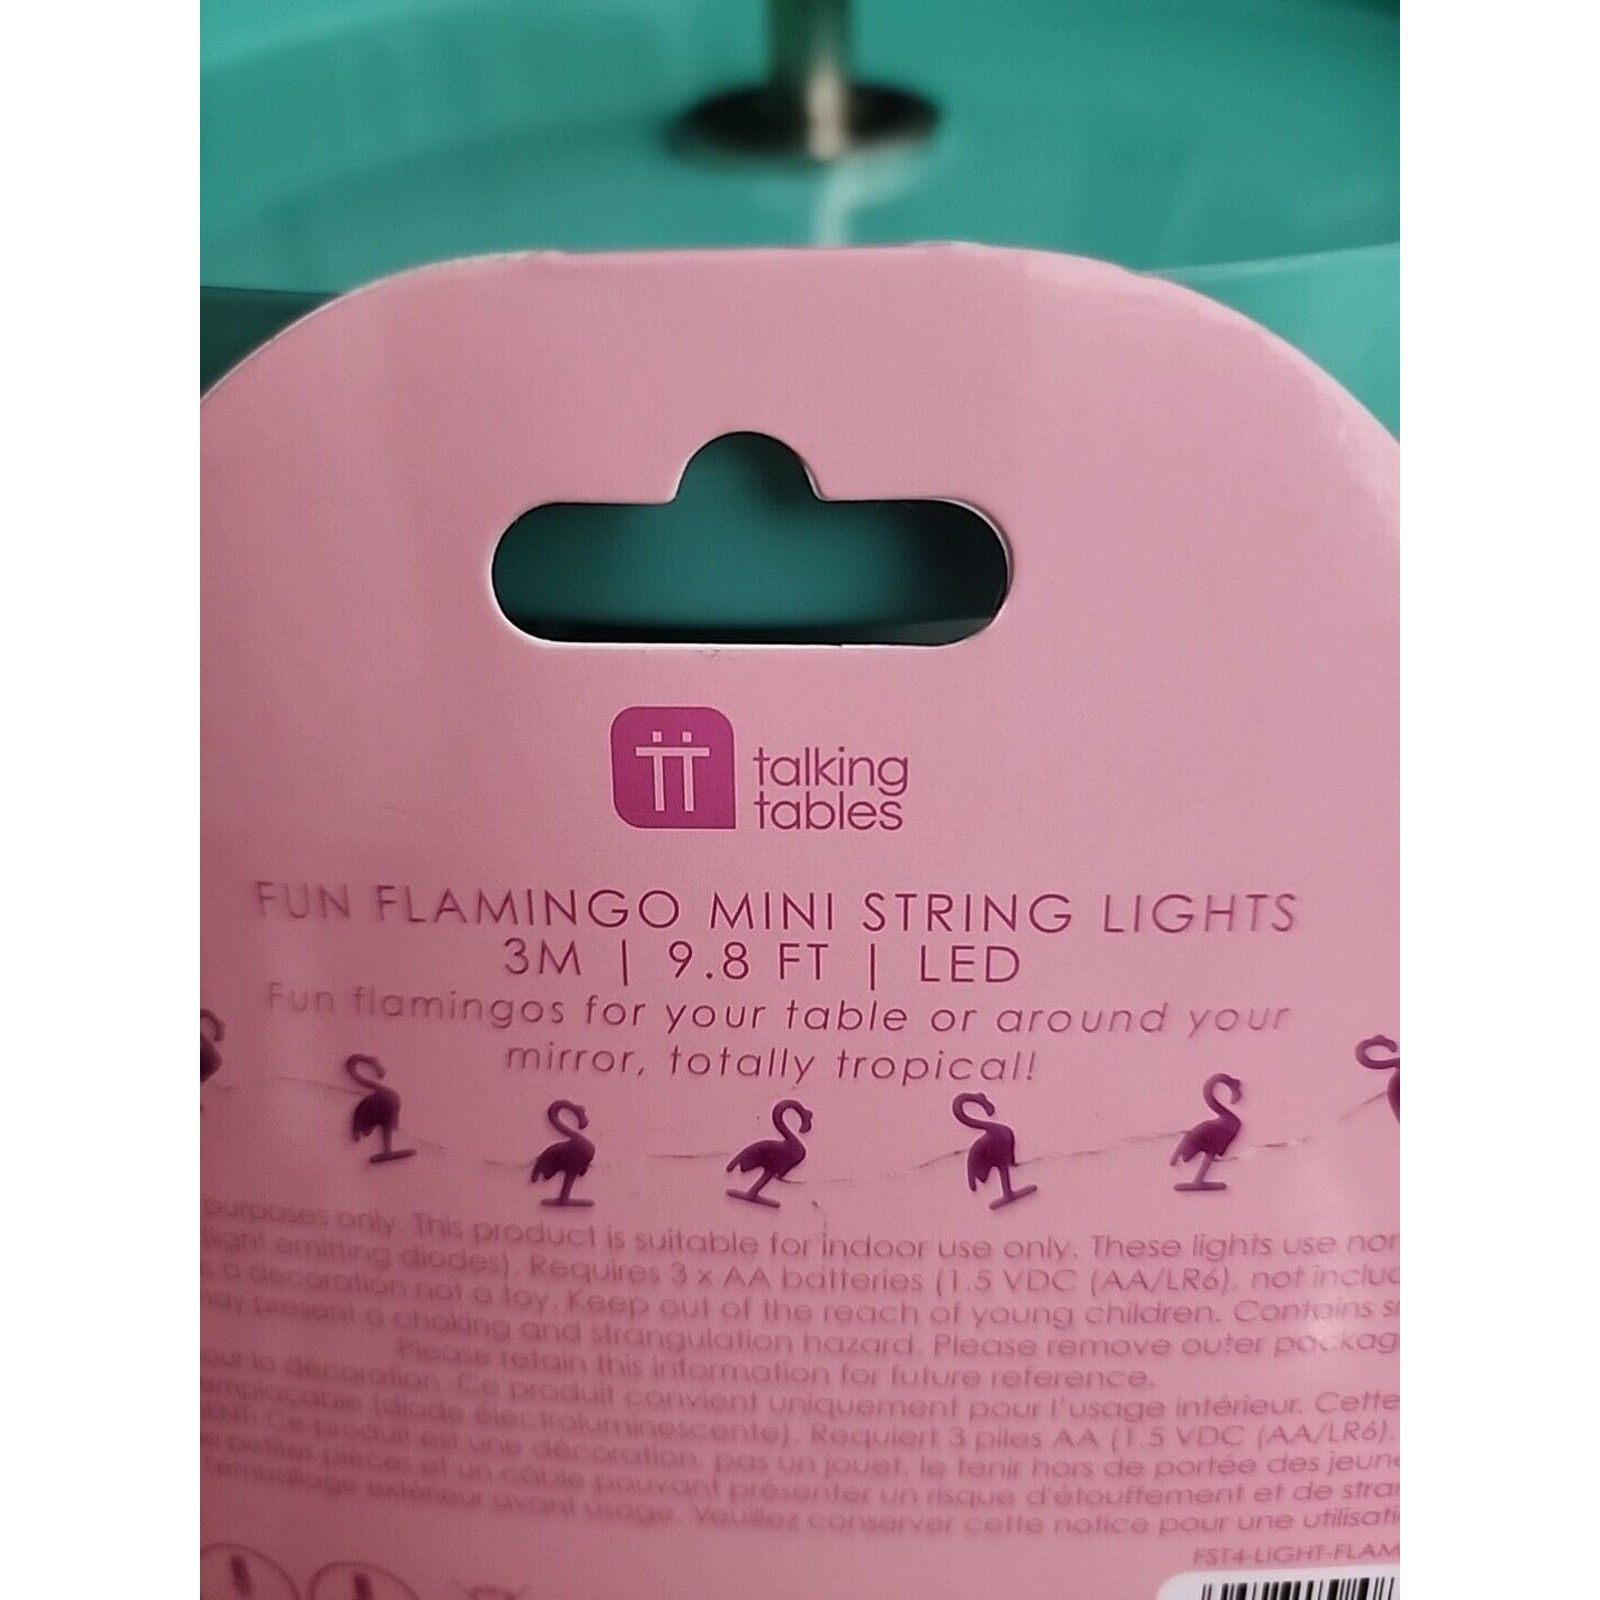 talking
tables
FUN FLAMINGO MINI STRING LIGHTS
3M | 9.8 FT | LED
Fun flamingos for your table or around your
mirror, totally tropical!
purposes only. This product is suitable for indoor use only. These lights use non
(light emitting diodes). Requires 3 x AA batteries (1.5 VDC (AA/LR6), not includ
a decoration not a toy. Keep out of the reach of young children. Contains s
may present a choking and strangulation hazard. Please remove outer packag
Please retain this information for future reference.
pour la décoration. Ce produit convient uniquement pour l'usage intérieur. Cette
emplaçable (diode électroluminescente). Requiert 3 piles AA (1.5 VDC (AA/LR6),
ENT: Ce produit est une décoration, pas un jouet, le tenir hors de portée des jeun
petites pièces et un câble pouvant présenter un risque d'étouffement et de stran
l'emballage extérieur avant usage. Veuillez conserver cette notice pour une utilisati
FST4-LIGHT-FLAM